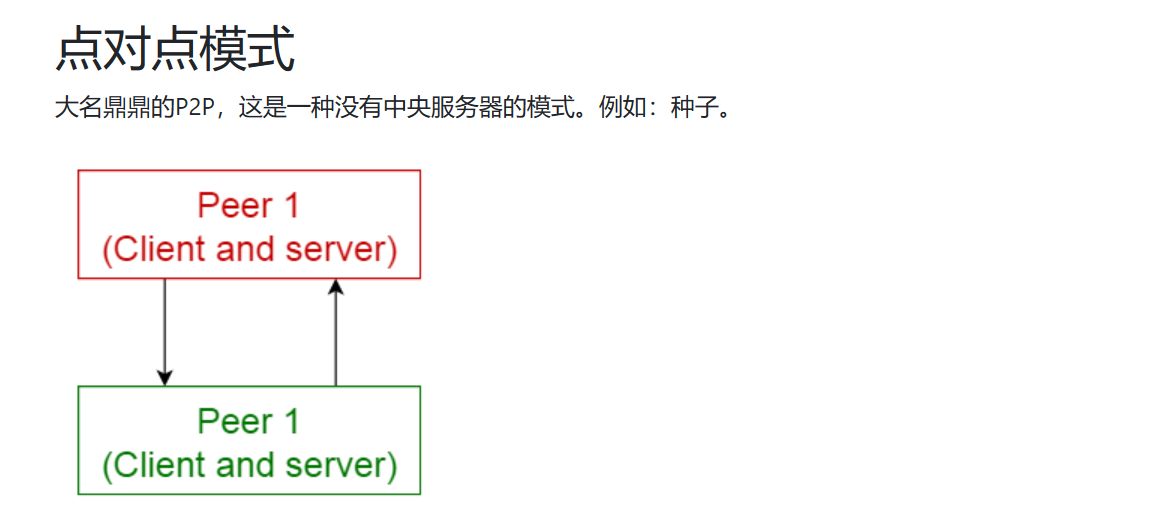 点对点模式
大名鼎鼎的P2P，这是一种没有中央服务器的模式。例如：种子。
Peer 1
(Client and server)
Peer 1
(Client and server)